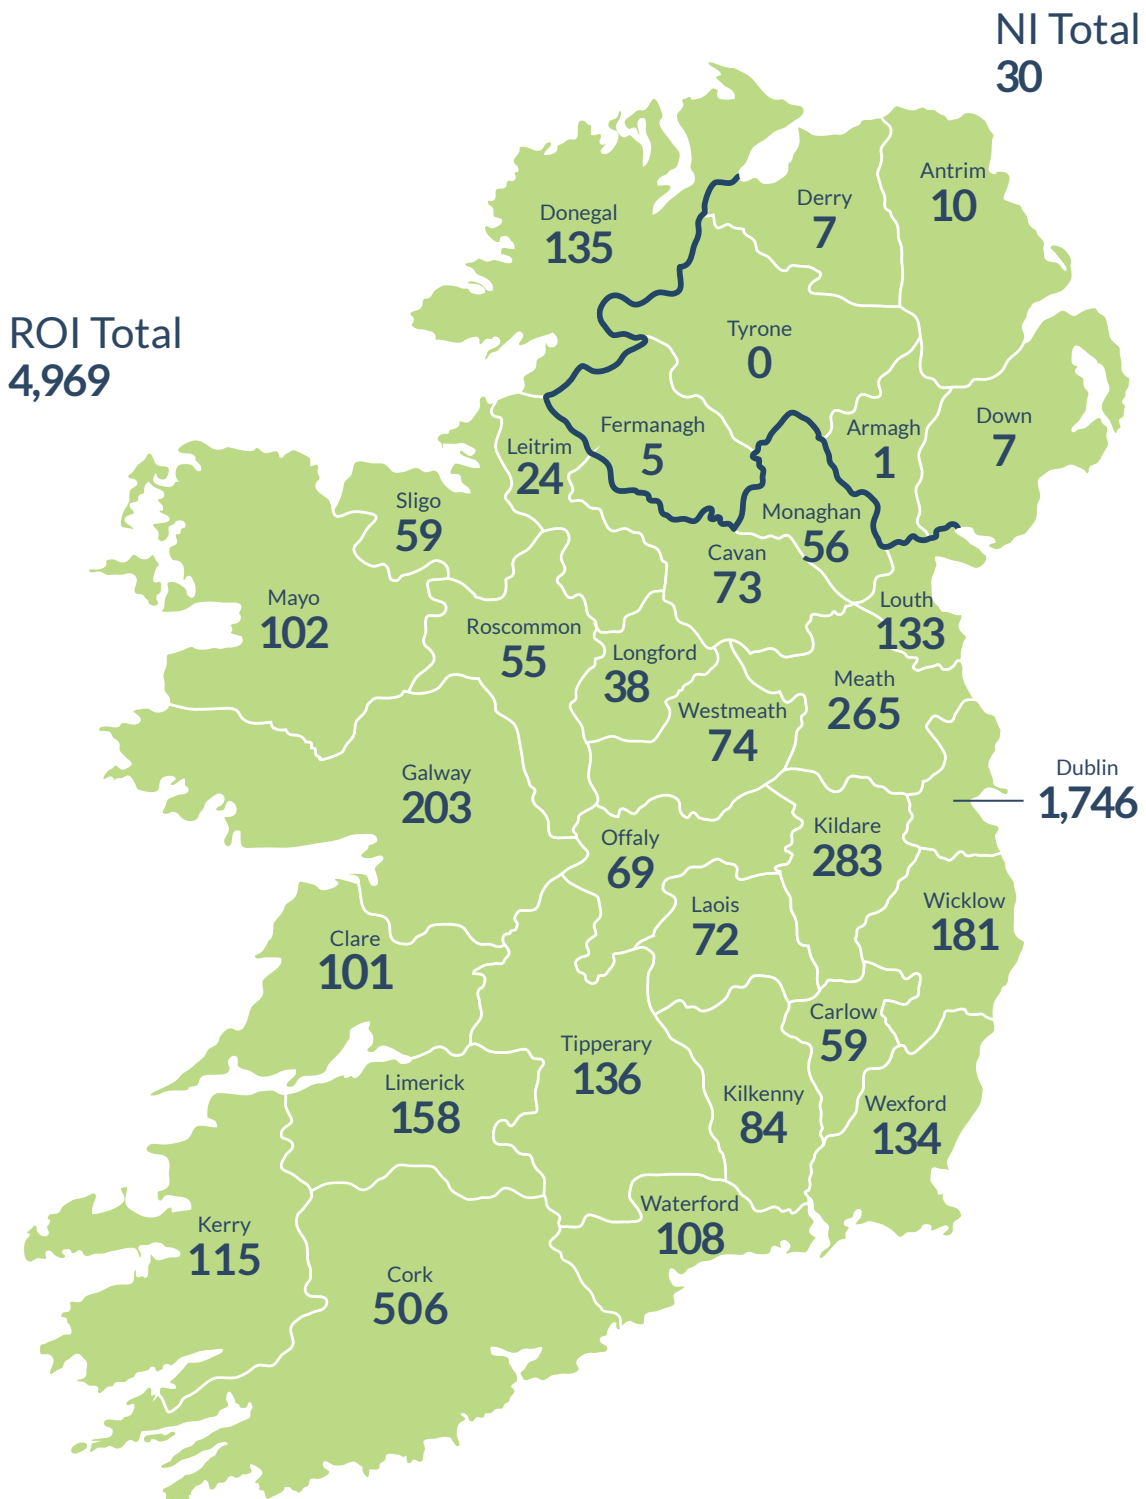 NI Total
30
Antrim
10
Derry
7
Donegal
135
ROI Total
4,969
Tyrone
0
Down
7
Fermanagh
5
Armagh
1
Leitrim
24
Sligo
59
Monaghan
56
Cavan
73
Mayo
102
Louth
133
Roscommon
55
Longford
38
Meath
265
Westmeath
74
Dublin
1,746
Galway
203
Kildare
283
Offaly
69
Laois
72
Wicklow
181
Clare
101
Carlow
59
Tipperary
136
Limerick
158
Kilkenny
84
Wexford
134
Waterford
108
Kerry
115
Cork
506